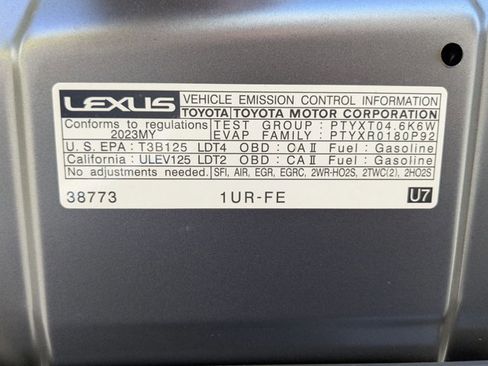 LEXUS VEHICLE EMISSION CONTROL INFORMATION
TOYOTA TOYOTA MOTOR CORPORATION
Conforms to regulations TEST GROUP : PTYXT04.6K6W
2023MY EVAP FAMILY : PTYXR0180P92
U.S. EPA : T3B125 LDT4 OBD : CA II Fuel : Gasoline
California : ULEV125 LDT2 OBD : CA II Fuel : Gasoline
No adjustments needed. SFI, AIR, EGR, EGRC, 2WR-HO2S, 2TWC(2), 2HO2S
38773 1UR-FE U7